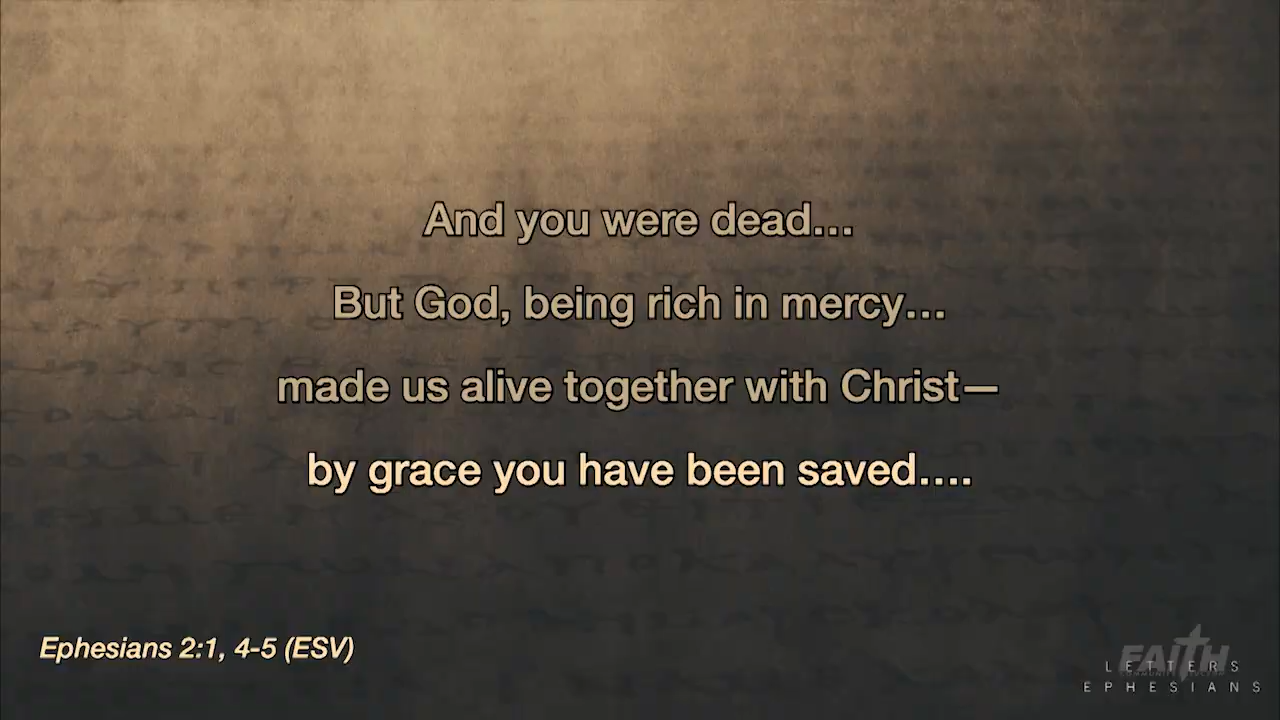 And you were dead...
But God, being rich in mercy...
made us alive together with Christ—
by grace you have been saved....
Ephesians 2:1, 4-5 (ESV)
FAITH
LETTERS
EPHESIANS